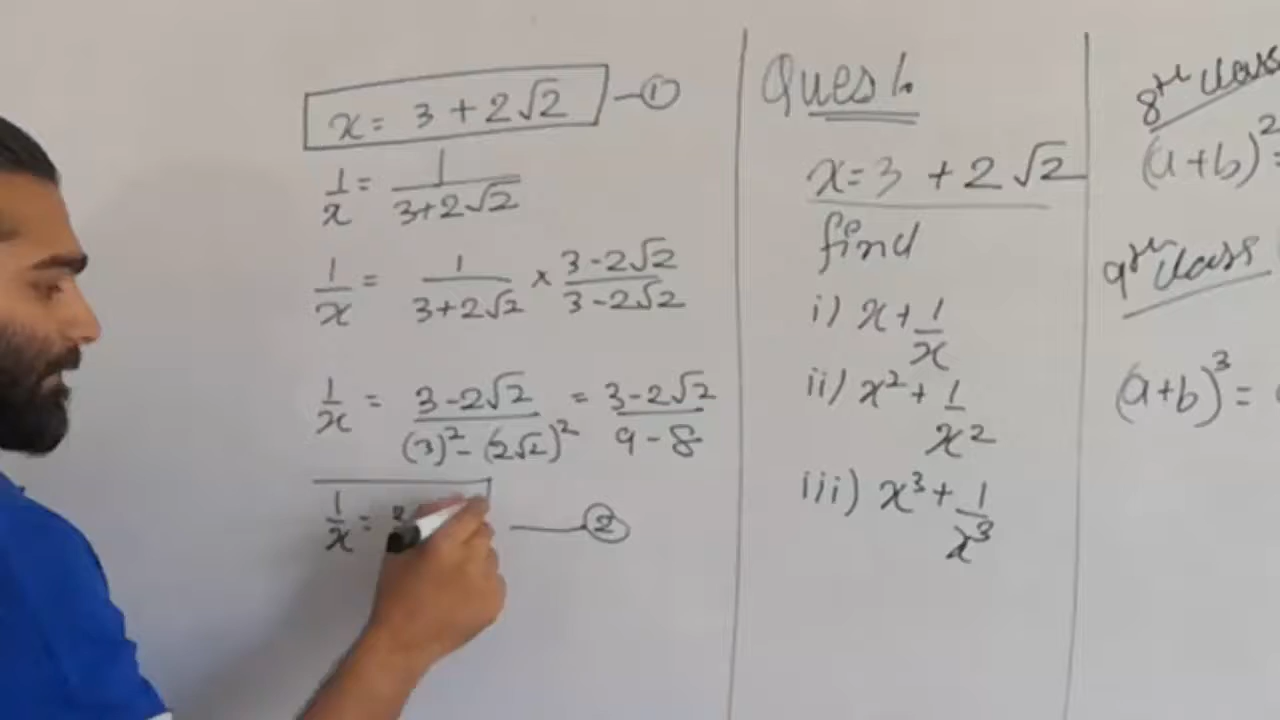 x = 3 + 2√2 —①
1/x = 1/(3+2√2)
1/x = 1/(3+2√2) × (3-2√2)/(3-2√2)
1/x = (3-2√2)/((3)² - (2√2)²) = (3-2√2)/(9-8)
1/x = —②
Ques1.
x=3 + 2√2
find
i) x + 1/x
ii) x² + 1/x²
iii) x³ + 1/x³
8th class
(a+b)² =
9th class
(a+b)³ =